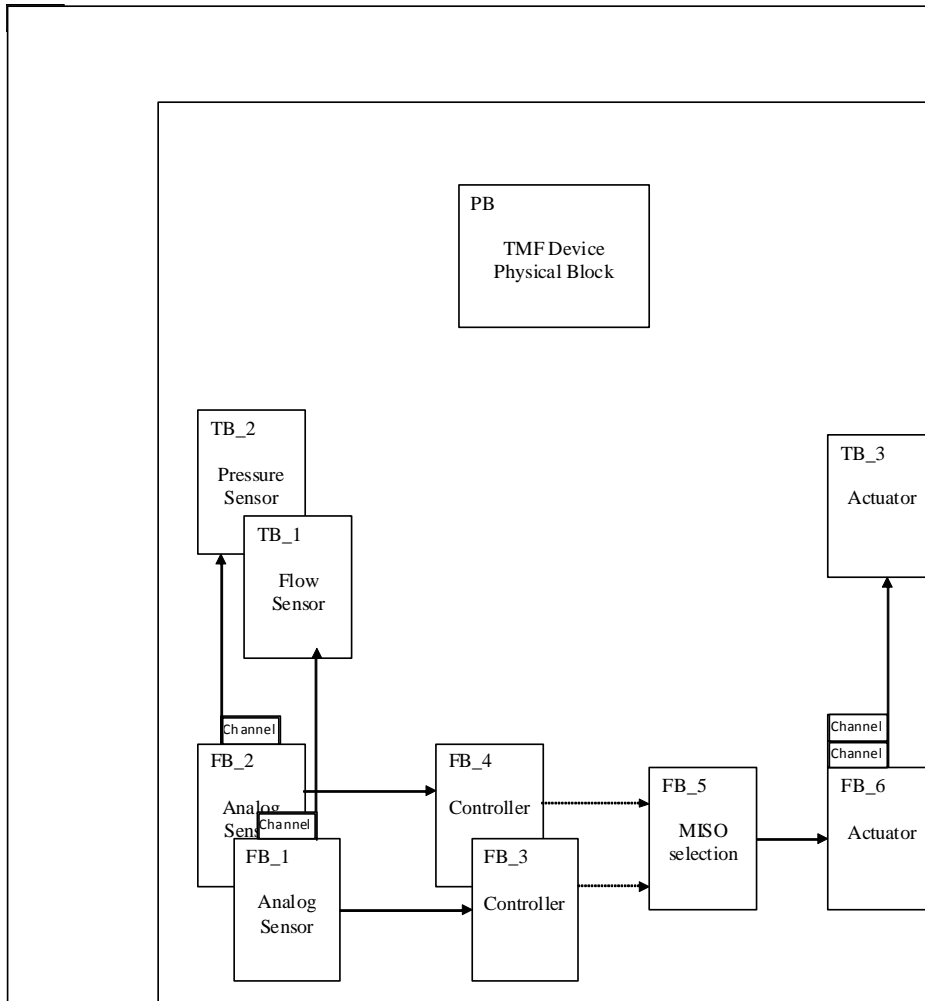 PB
TMF Device
Physical Block
TB_2
Pressure
Sensor
TB_1
Flow
Sensor
TB_3
Actuator
Channel
FB_2
Analog
Sensor
Channel
FB_1
Analog
Sensor
FB_4
Controller
FB_3
Controller
FB_5
MISO
selection
Channel
Channel
FB_6
Actuator